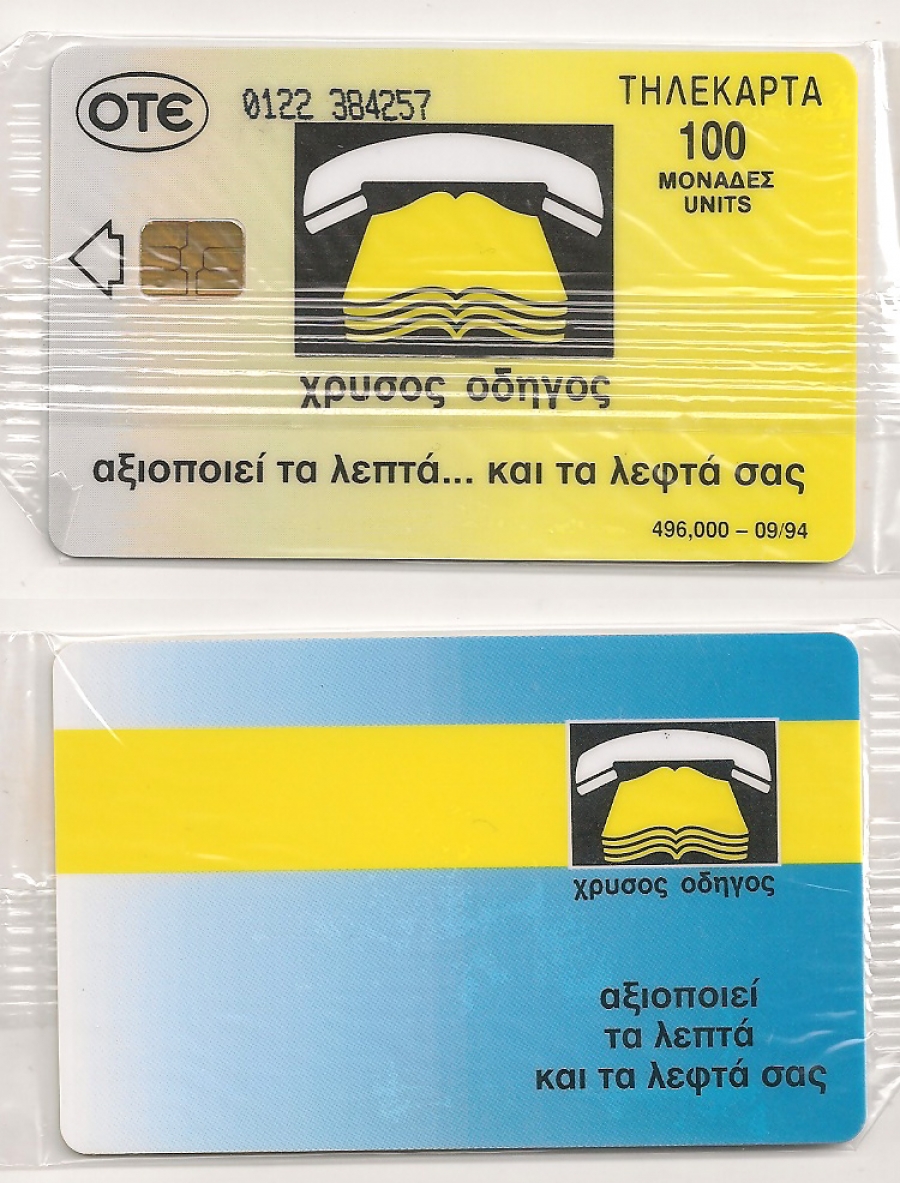 OTE
0122 384257
ΤΗΛΕΚΑΡΤΑ
100
ΜΟΝΑΔΕΣ
UNITS
χρυσος οδηγος
αξιοποιεί τα λεπτά... και τα λεφτά σας
496,000 – 09/94
χρυσος οδηγος
αξιοποιεί
τα λεπτά
και τα λεφτά σας